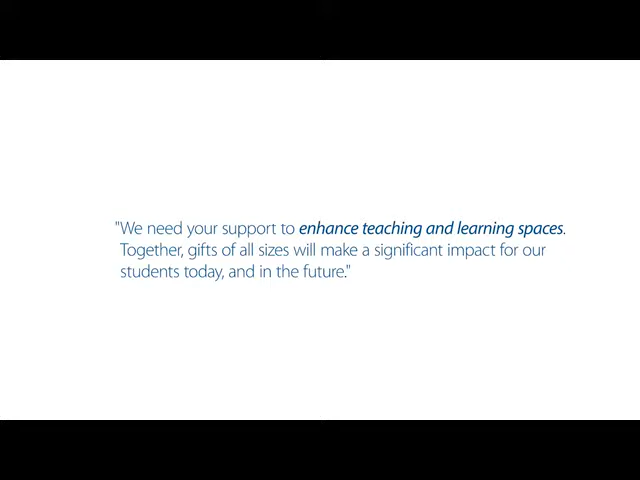 "We need your support to enhance teaching and learning spaces.
Together, gifts of all sizes will make a significant impact for our
students today, and in the future."